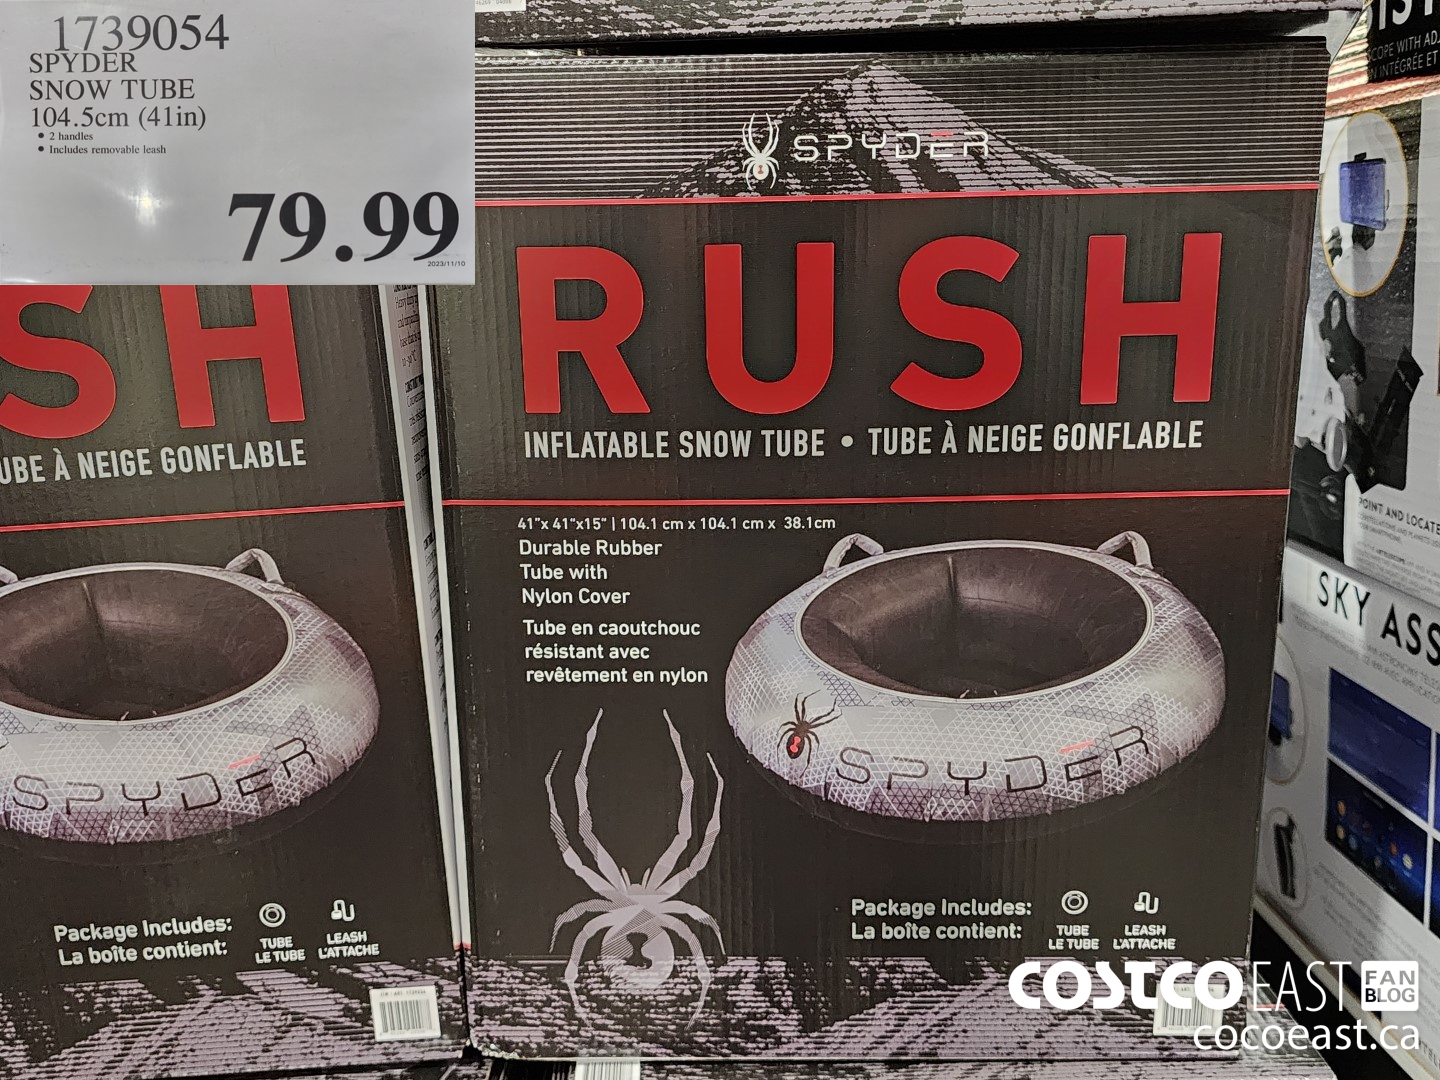 1739054
SPYDER
SNOW TUBE
104.5cm (41in)
• 2 handles
• Includes removable leash
79.99
2023/11/10
SPYDER
RUSH
INFLATABLE SNOW TUBE • TUBE À NEIGE GONFLABLE
41"x 41"x15" | 104.1 cm x 104.1 cm x 38.1cm
Durable Rubber
Tube with
Nylon Cover
Tube en caoutchouc
résistant avec
revêtement en nylon
SPYDER
Package Includes:
La boîte contient:
TUBE
LE TUBE
LEASH
L'ATTACHE
SH
UBE À NEIGE GONFLABLE
SPYDER
Package Includes:
La boîte contient:
TUBE
LE TUBE
LEASH
L'ATTACHE
COPE WITH
INTÉGRÉE ET
POINT AND LOCATE
SKY ASS
COSTCO EAST FAN BLOG
cocoeast.ca